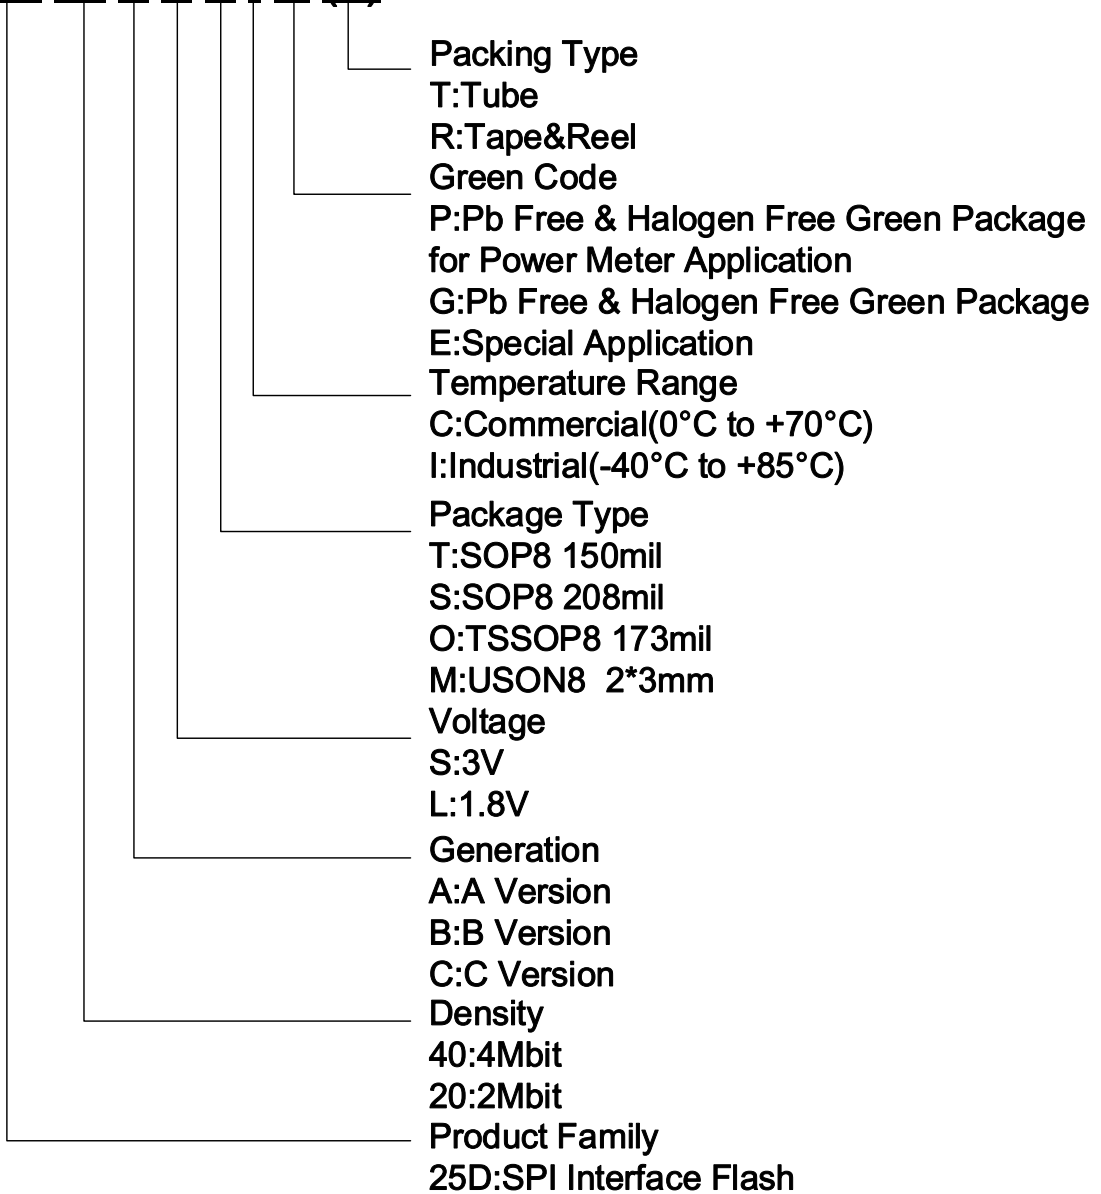 Packing Type
T:Tube
R:Tape&Reel
Green Code
P:Pb Free & Halogen Free Green Package
for Power Meter Application
G:Pb Free & Halogen Free Green Package
E:Special Application
Temperature Range
C:Commercial(0°C to +70°C)
I:Industrial(-40°C to +85°C)
Package Type
T:SOP8 150mil
S:SOP8 208mil
O:TSSOP8 173mil
M:USON8  2*3mm
Voltage
S:3V
L:1.8V
Generation
A:A Version
B:B Version
C:C Version
Density
40:4Mbit
20:2Mbit
Product Family
25D:SPI Interface Flash